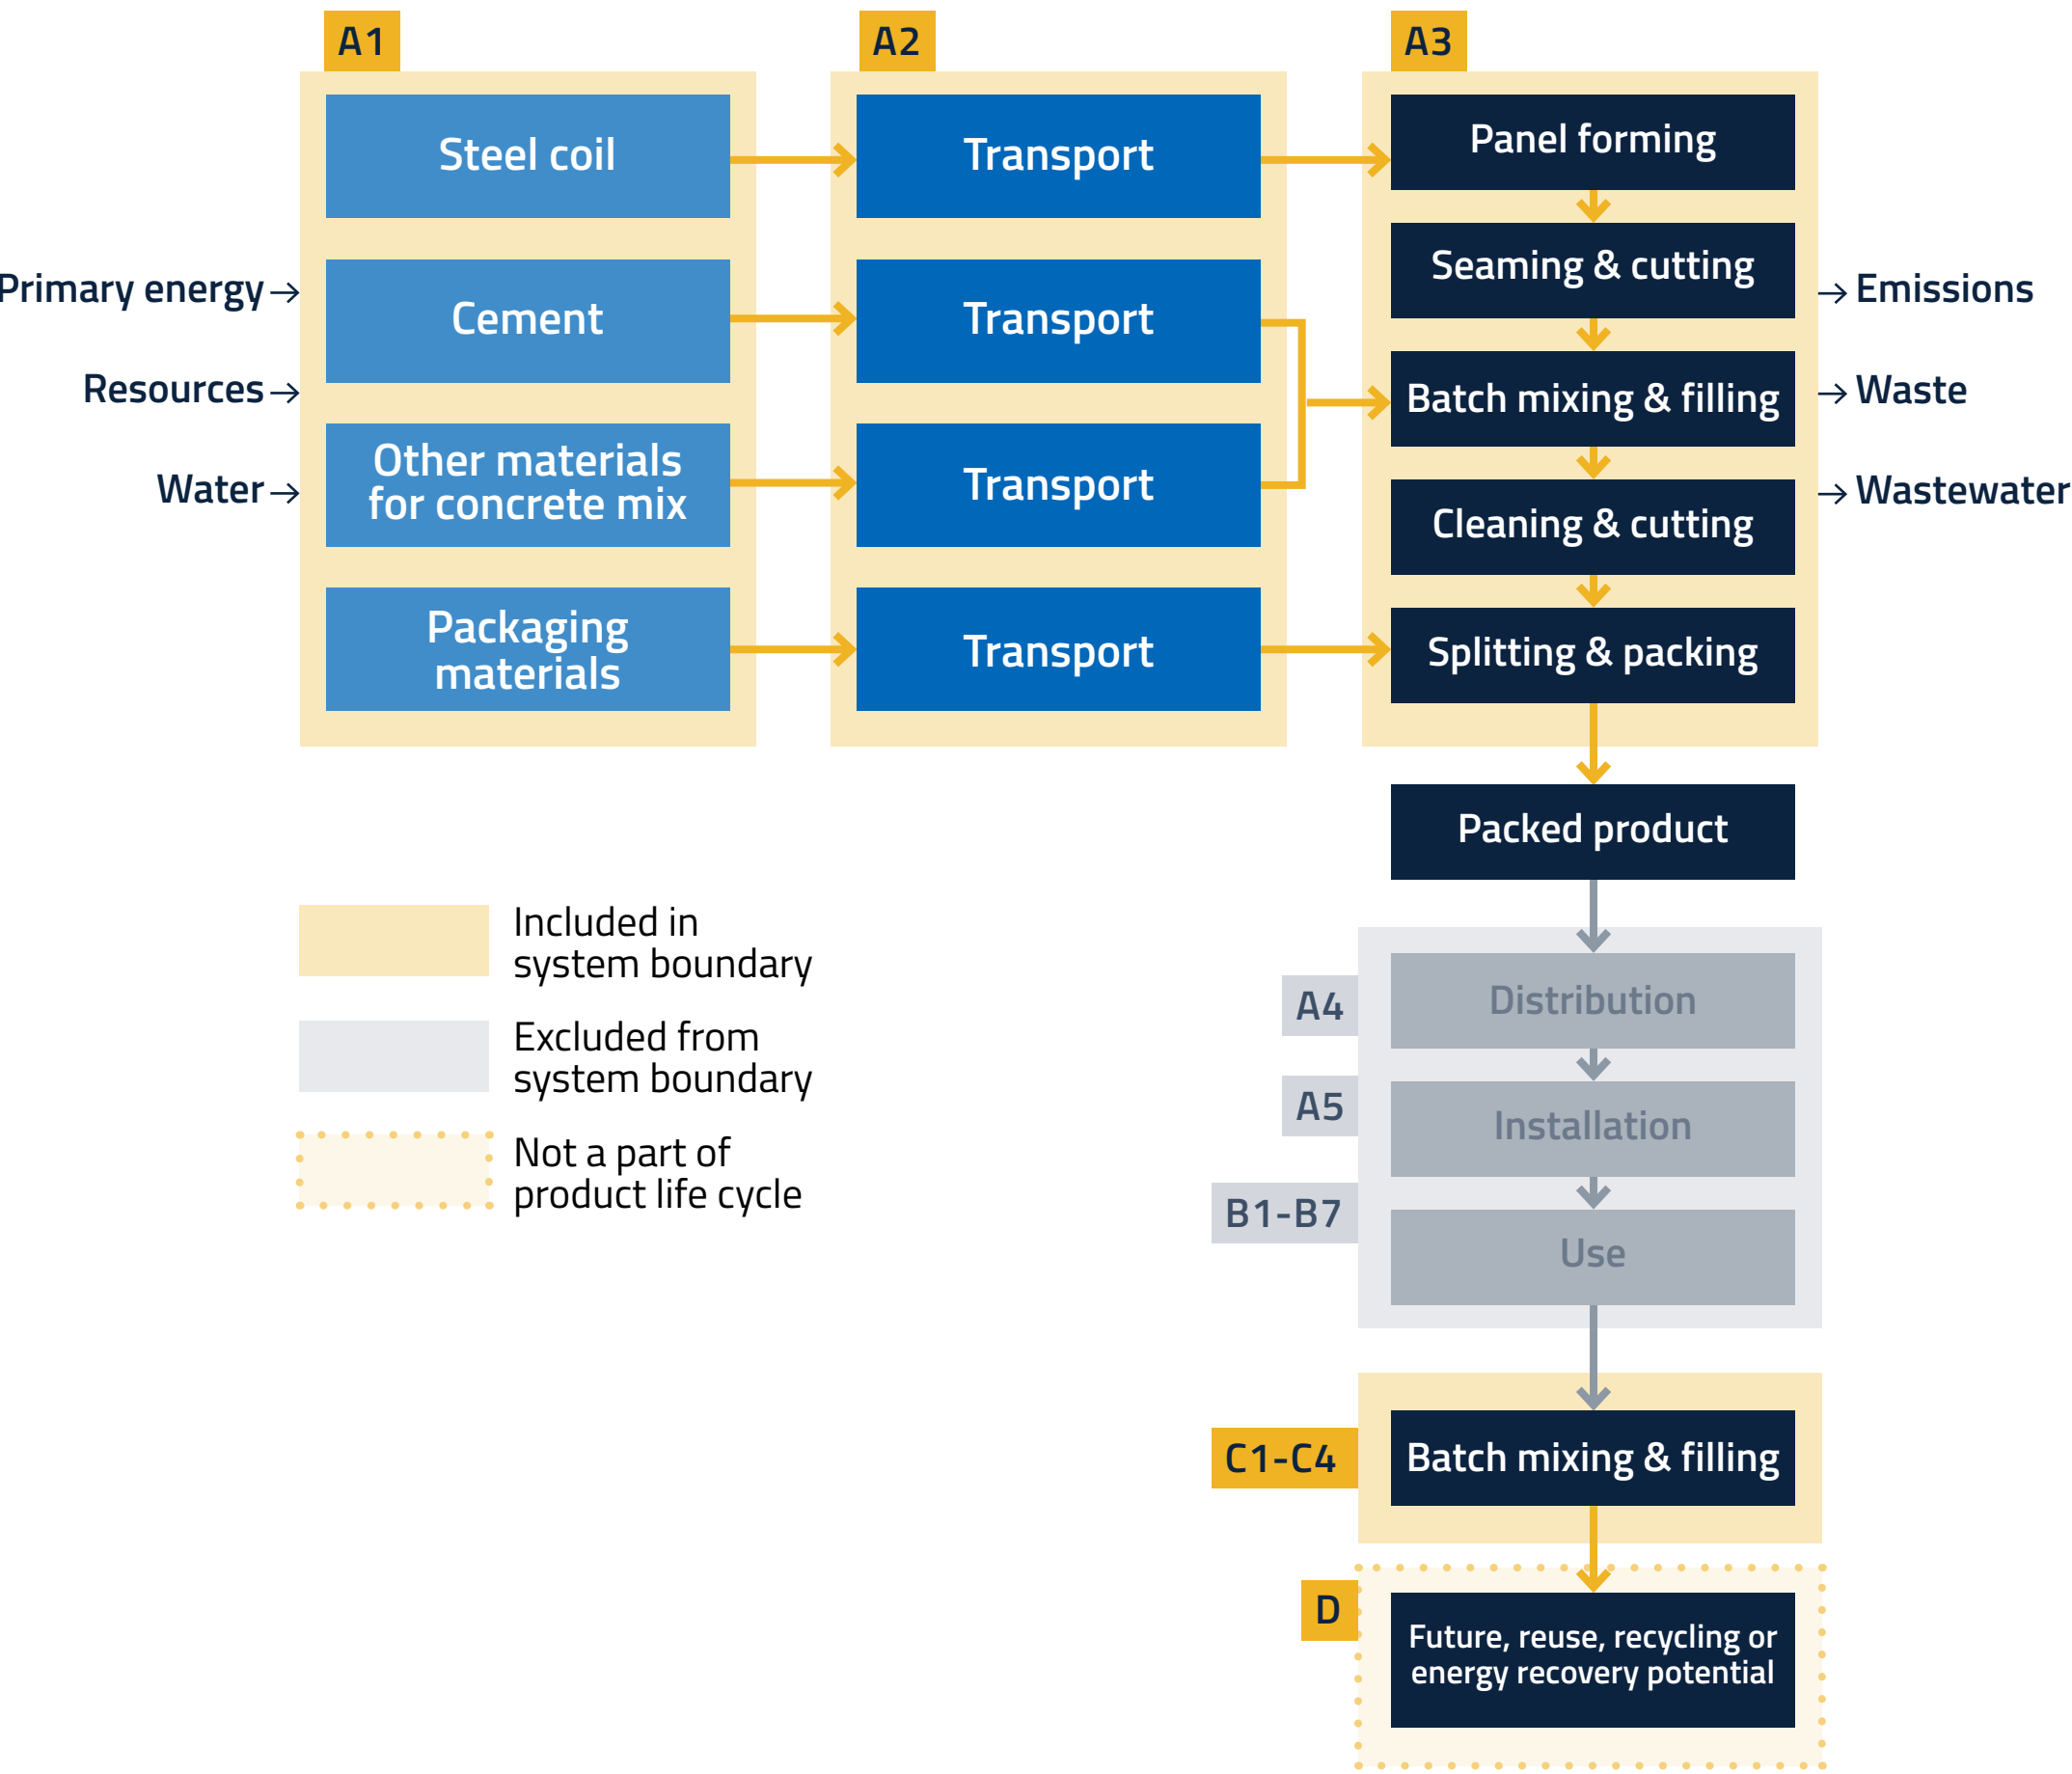 A1
A2
A3
Steel coil
Transport
Panel forming
Seaming & cutting
Primary energy
Cement
Transport
Emissions
Resources
Batch mixing & filling
Waste
Other materials
for concrete mix
Transport
Water
Cleaning & cutting
Wastewater
Packaging
materials
Transport
Splitting & packing
Packed product
Included in
system boundary
Excluded from
system boundary
Not a part of
product life cycle
A4
Distribution
A5
Installation
B1-B7
Use
C1-C4
Batch mixing & filling
D
Future, reuse, recycling or
energy recovery potential